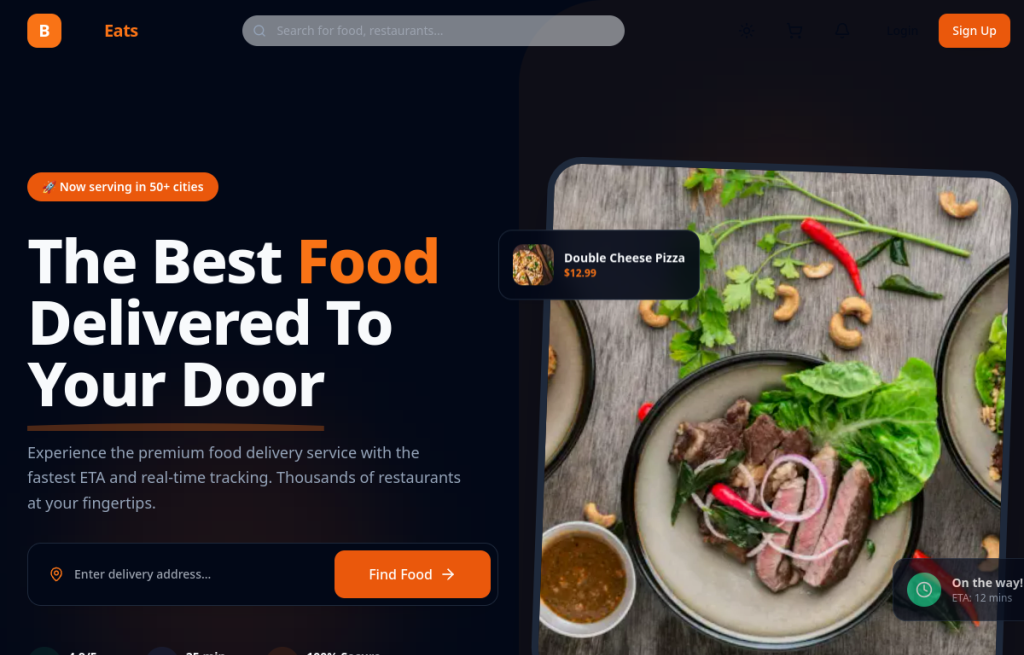 B
Eats
Search for food, restaurants...
Login
Sign Up
🚀 Now serving in 50+ cities
The Best Food
Delivered To
Your Door
Experience the premium food delivery service with the
fastest ETA and real-time tracking. Thousands of restaurants
at your fingertips.
Enter delivery address...
Find Food
Double Cheese Pizza
$12.99
On the way!
ETA: 12 mins